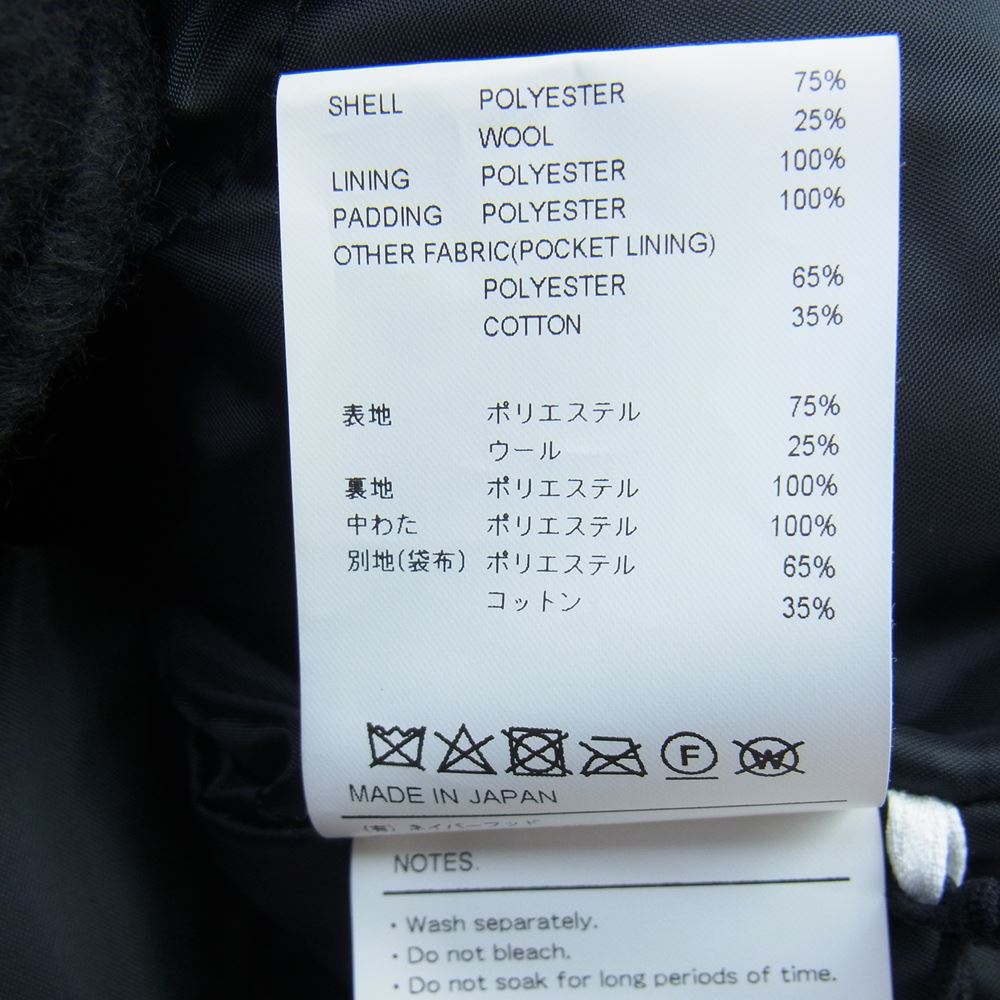 SHELL POLYESTER 75%
WOOL 25%
LINING POLYESTER 100%
PADDING POLYESTER 100%
OTHER FABRIC(POCKET LINING)
POLYESTER 65%
COTTON 35%
表地 ポリエステル 75%
ウール 25%
裏地 ポリエステル 100%
中わた ポリエステル 100%
別地(袋布) ポリエステル 65%
コットン 35%
F W
MADE IN JAPAN
NOTES.
・Wash separately.
・Do not bleach.
・Do not soak for long periods of time.